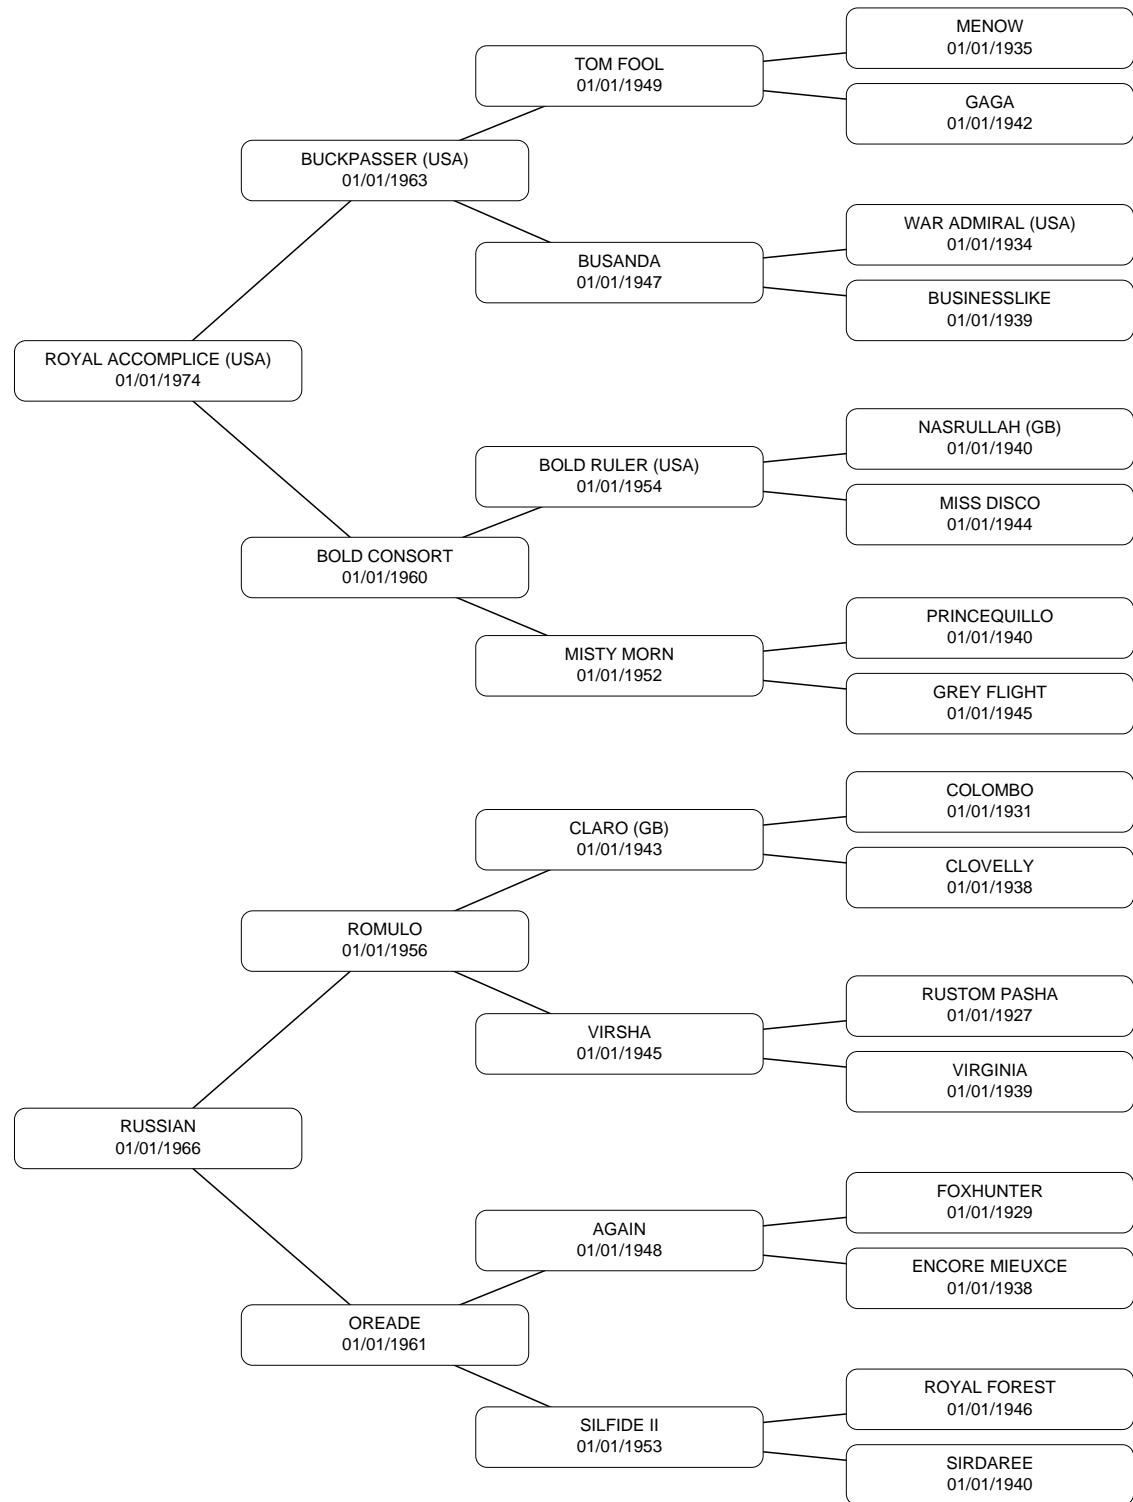 MENOW
01/01/1935
TOM FOOL
01/01/1949
GAGA
01/01/1942
BUCKPASSER (USA)
01/01/1963
WAR ADMIRAL (USA)
01/01/1934
BUSANDA
01/01/1947
BUSINESSLIKE
01/01/1939
ROYAL ACCOMPLICE (USA)
01/01/1974
NASRULLAH (GB)
01/01/1940
BOLD RULER (USA)
01/01/1954
MISS DISCO
01/01/1944
BOLD CONSORT
01/01/1960
PRINCEQUILLO
01/01/1940
MISTY MORN
01/01/1952
GREY FLIGHT
01/01/1945
COLOMBO
01/01/1931
CLARO (GB)
01/01/1943
CLOVELLY
01/01/1938
ROMULO
01/01/1956
RUSTOM PASHA
01/01/1927
VIRSHA
01/01/1945
VIRGINIA
01/01/1939
RUSSIAN
01/01/1966
FOXHUNTER
01/01/1929
AGAIN
01/01/1948
ENCORE MIEUXCE
01/01/1938
OREADE
01/01/1961
ROYAL FOREST
01/01/1946
SILFIDE II
01/01/1953
SIRDAREE
01/01/1940